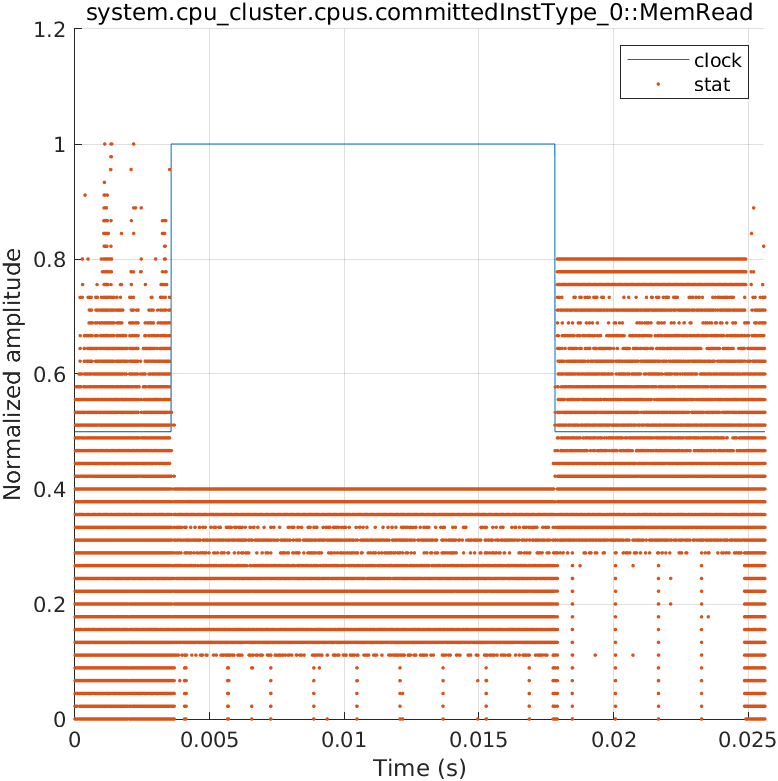 system.cpu_cluster.cpus.committedInstType_0::MemRead
clock
stat
Normalized amplitude
1.2
1
0.8
0.6
0.4
0.2
0
0 0.005 0.01 0.015 0.02 0.025
Time (s)